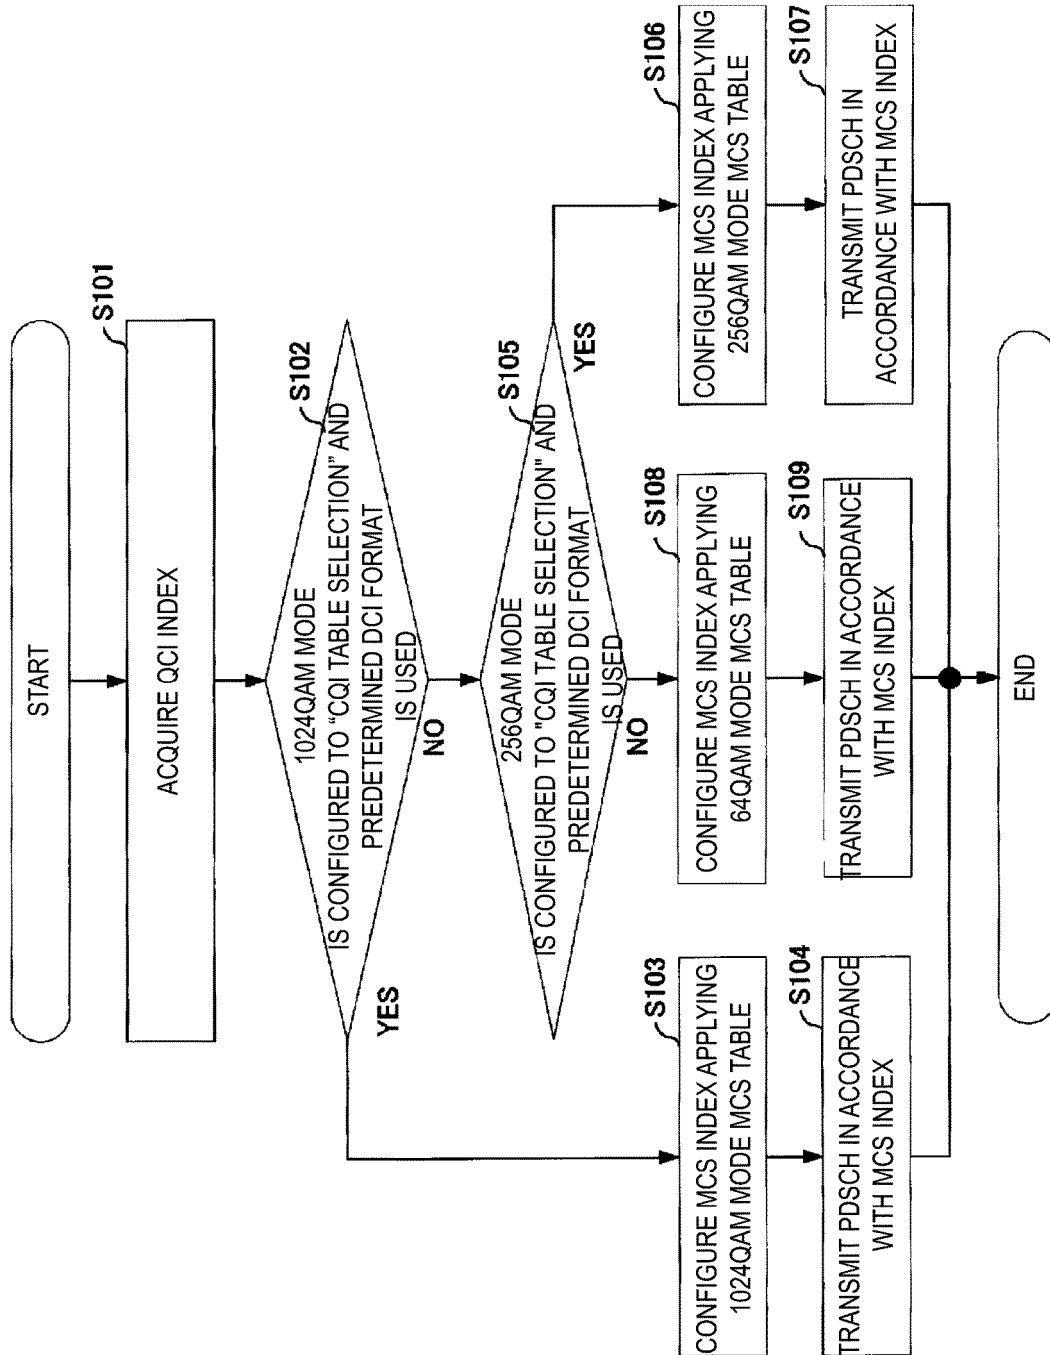 START
S101
ACQUIRE QCI INDEX
S102
1024QAM MODE
IS CONFIGURED TO “CQI TABLE SELECTION” AND
PREDETERMINED DCI FORMAT
IS USED
YES
NO
S105
256QAM MODE
IS CONFIGURED TO "CQI TABLE SELECTION" AND
PREDETERMINED DCI FORMAT
IS USED
YES
NO
S103
CONFIGURE MCS INDEX APPLYING
1024QAM MODE MCS TABLE
S108
CONFIGURE MCS INDEX APPLYING
64QAM MODE MCS TABLE
S106
CONFIGURE MCS INDEX APPLYING
256QAM MODE MCS TABLE
S104
TRANSMIT PDSCH IN ACCORDANCE
WITH MCS INDEX
S109
TRANSMIT PDSCH IN ACCORDANCE
WITH MCS INDEX
S107
TRANSMIT PDSCH IN
ACCORDANCE WITH MCS INDEX
END